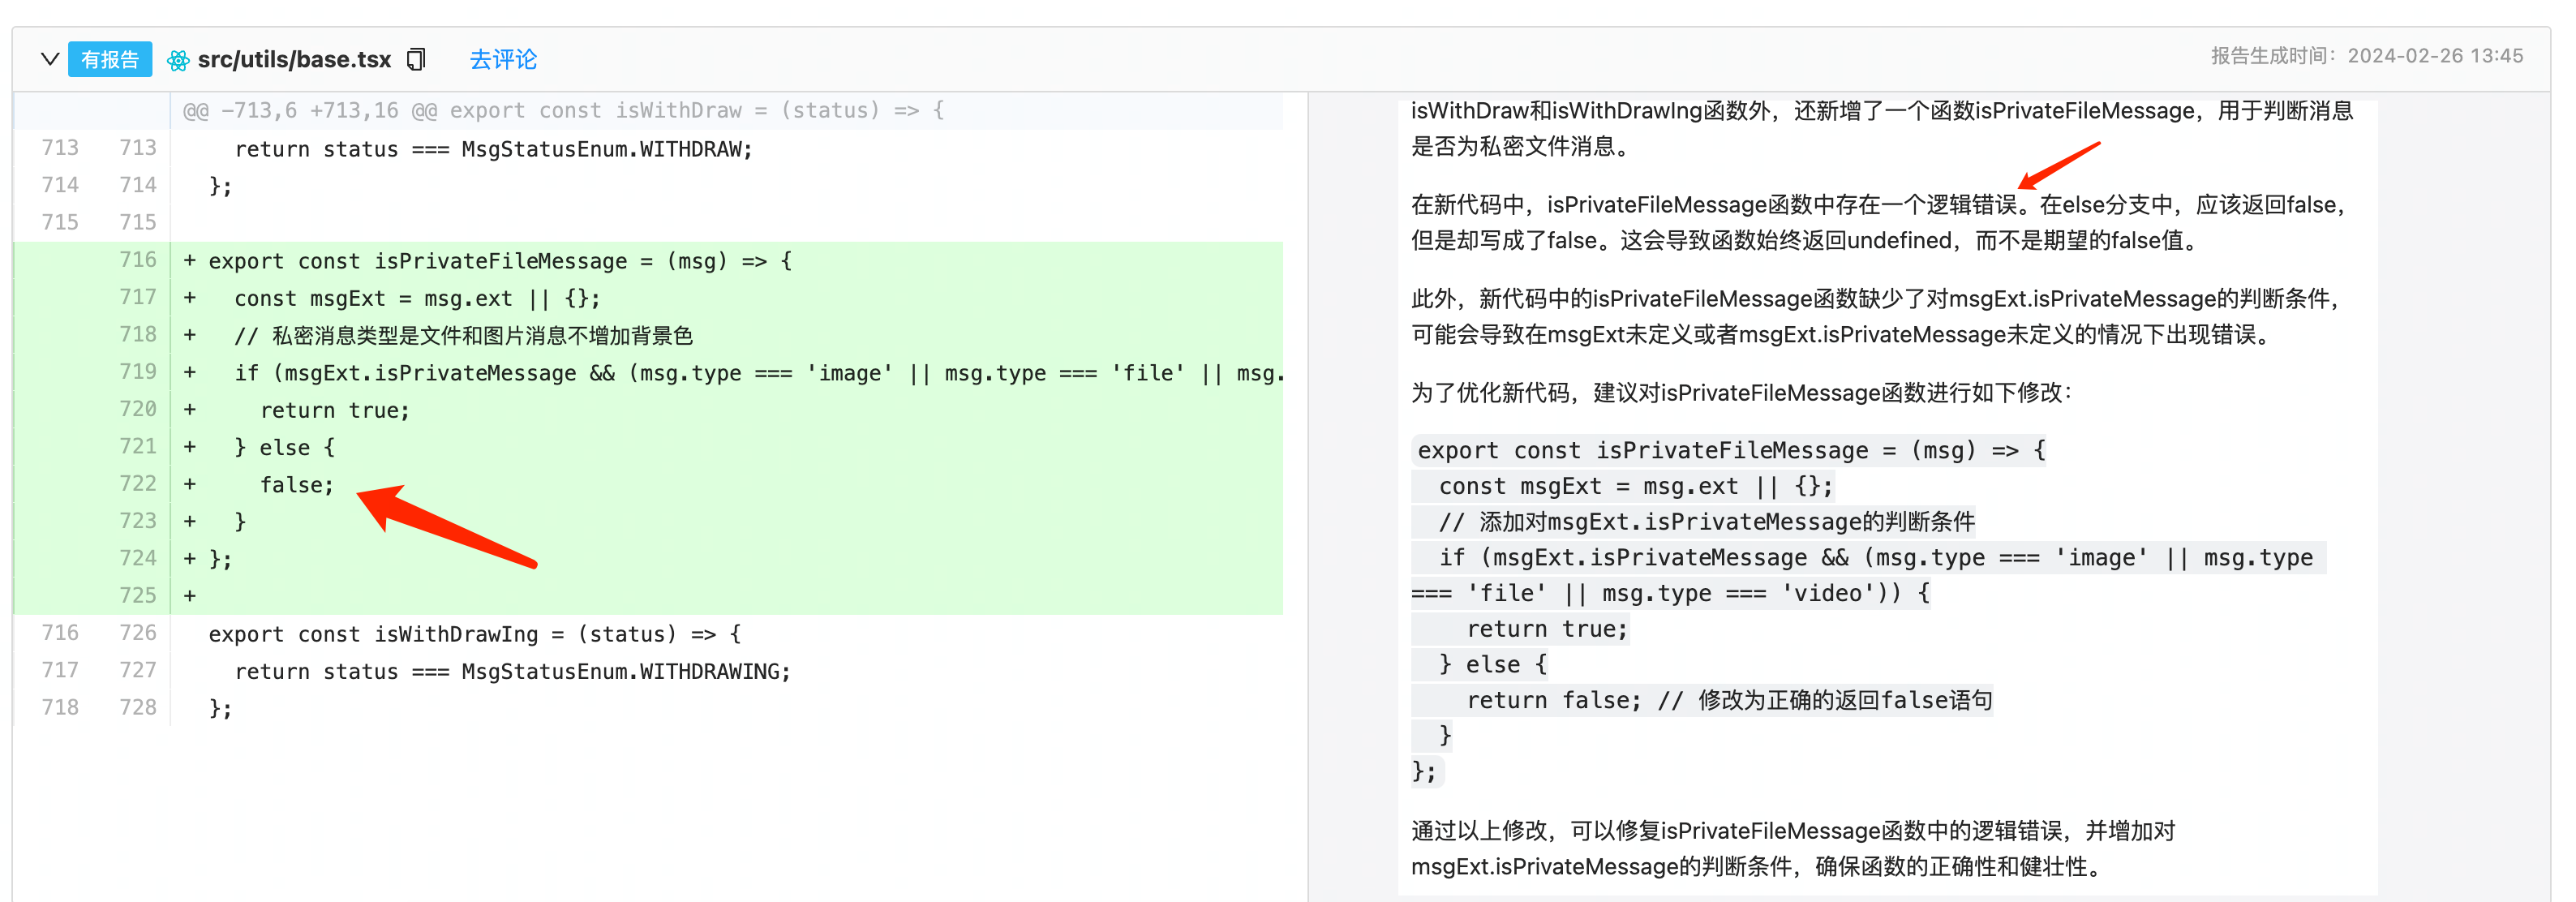 有报告 src/utils/base.tsx 去评论 报告生成时间：2024-02-26 13:45
@@ -713,6 +713,16 @@ export const isWithDraw = (status) => {
713 713 return status === MsgStatusEnum.WITHDRAW;
714 714 };
715 715
716 + export const isPrivateFileMessage = (msg) => {
717 + const msgExt = msg.ext || {};
718 + // 私密消息类型是文件和图片消息不增加背景色
719 + if (msgExt.isPrivateMessage && (msg.type === 'image' || msg.type === 'file' || msg.
720 + return true;
721 + } else {
722 + false;
723 + }
724 + };
725 +
716 726 export const isWithDrawIng = (status) => {
717 727 return status === MsgStatusEnum.WITHDRAWING;
718 728 };
isWithDraw和isWithDrawIng函数外，还新增了一个函数isPrivateFileMessage，用于判断消息
是否为私密文件消息。
在新代码中，isPrivateFileMessage函数中存在一个逻辑错误。在else分支中，应该返回false，
但是却写成了false。这会导致函数始终返回undefined，而不是期望的false值。
此外，新代码中的isPrivateFileMessage函数缺少了对msgExt.isPrivateMessage的判断条件，
可能会导致在msgExt未定义或者msgExt.isPrivateMessage未定义的情况下出现错误。
为了优化新代码，建议对isPrivateFileMessage函数进行如下修改：
export const isPrivateFileMessage = (msg) => {
const msgExt = msg.ext || {};
// 添加对msgExt.isPrivateMessage的判断条件
if (msgExt.isPrivateMessage && (msg.type === 'image' || msg.type
=== 'file' || msg.type === 'video')) {
return true;
} else {
return false; // 修改为正确的返回false语句
}
};
通过以上修改，可以修复isPrivateFileMessage函数中的逻辑错误，并增加对
msgExt.isPrivateMessage的判断条件，确保函数的正确性和健壮性。